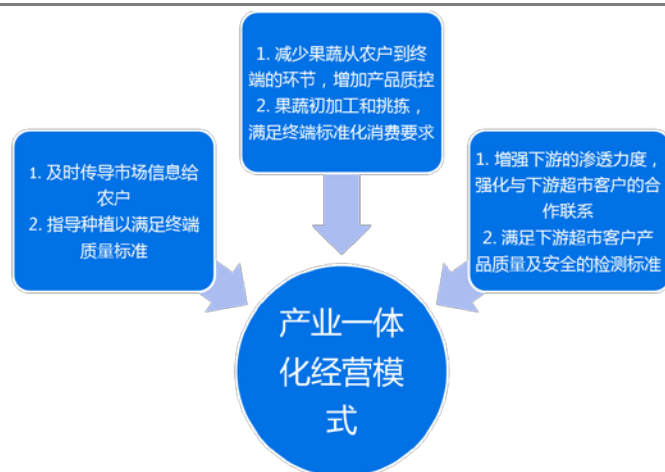 1. 减少果蔬从农户到终
端的环节，增加产品质控
2. 果蔬初加工和挑拣，
满足终端标准化消费要求
1. 及时传导市场信息给
农户
2. 指导种植以满足终端
质量标准
1. 增强下游的渗透力度，
强化与下游超市客户的合
作联系
2. 满足下游超市客户产
品质量及安全的检测标准
产业一体
化经营模
式